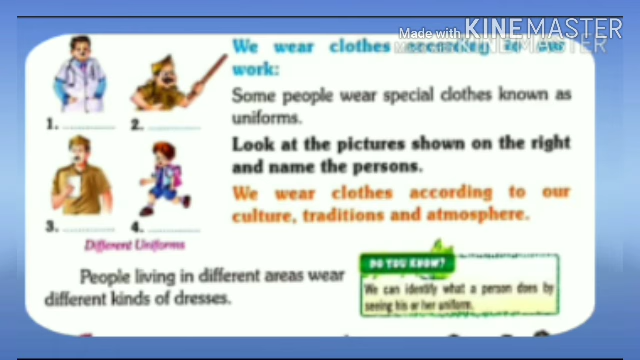 Made with KINEMASTER
We wear clothes according to our
work:
Some people wear special clothes known as
uniforms.
Look at the pictures shown on the right
and name the persons.
We wear clothes according to our
culture, traditions and atmosphere.
1. ............... 2. ...............
3. ............... 4. ...............
Different Uniforms
People living in different areas wear
different kinds of dresses.
DO YOU KNOW?
We can identify what a person does by
seeing his or her uniform.